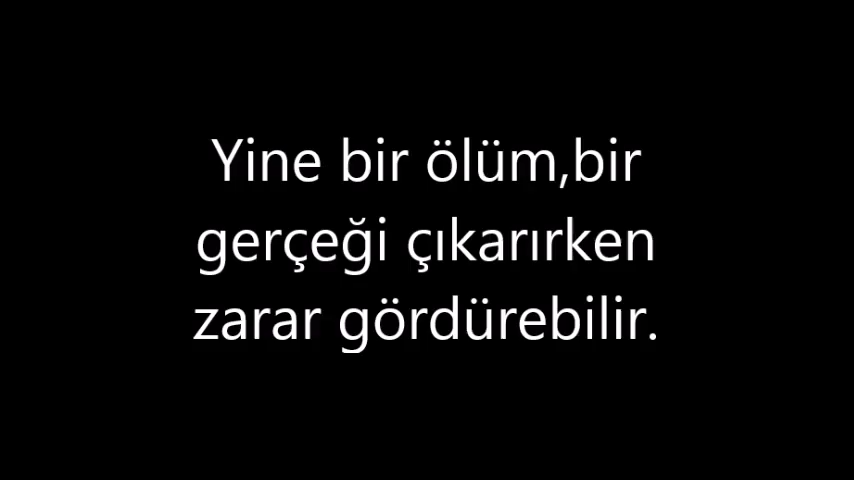 Yine bir ölüm,bir
gerçeği çıkarırken
zarar gördürebilir.